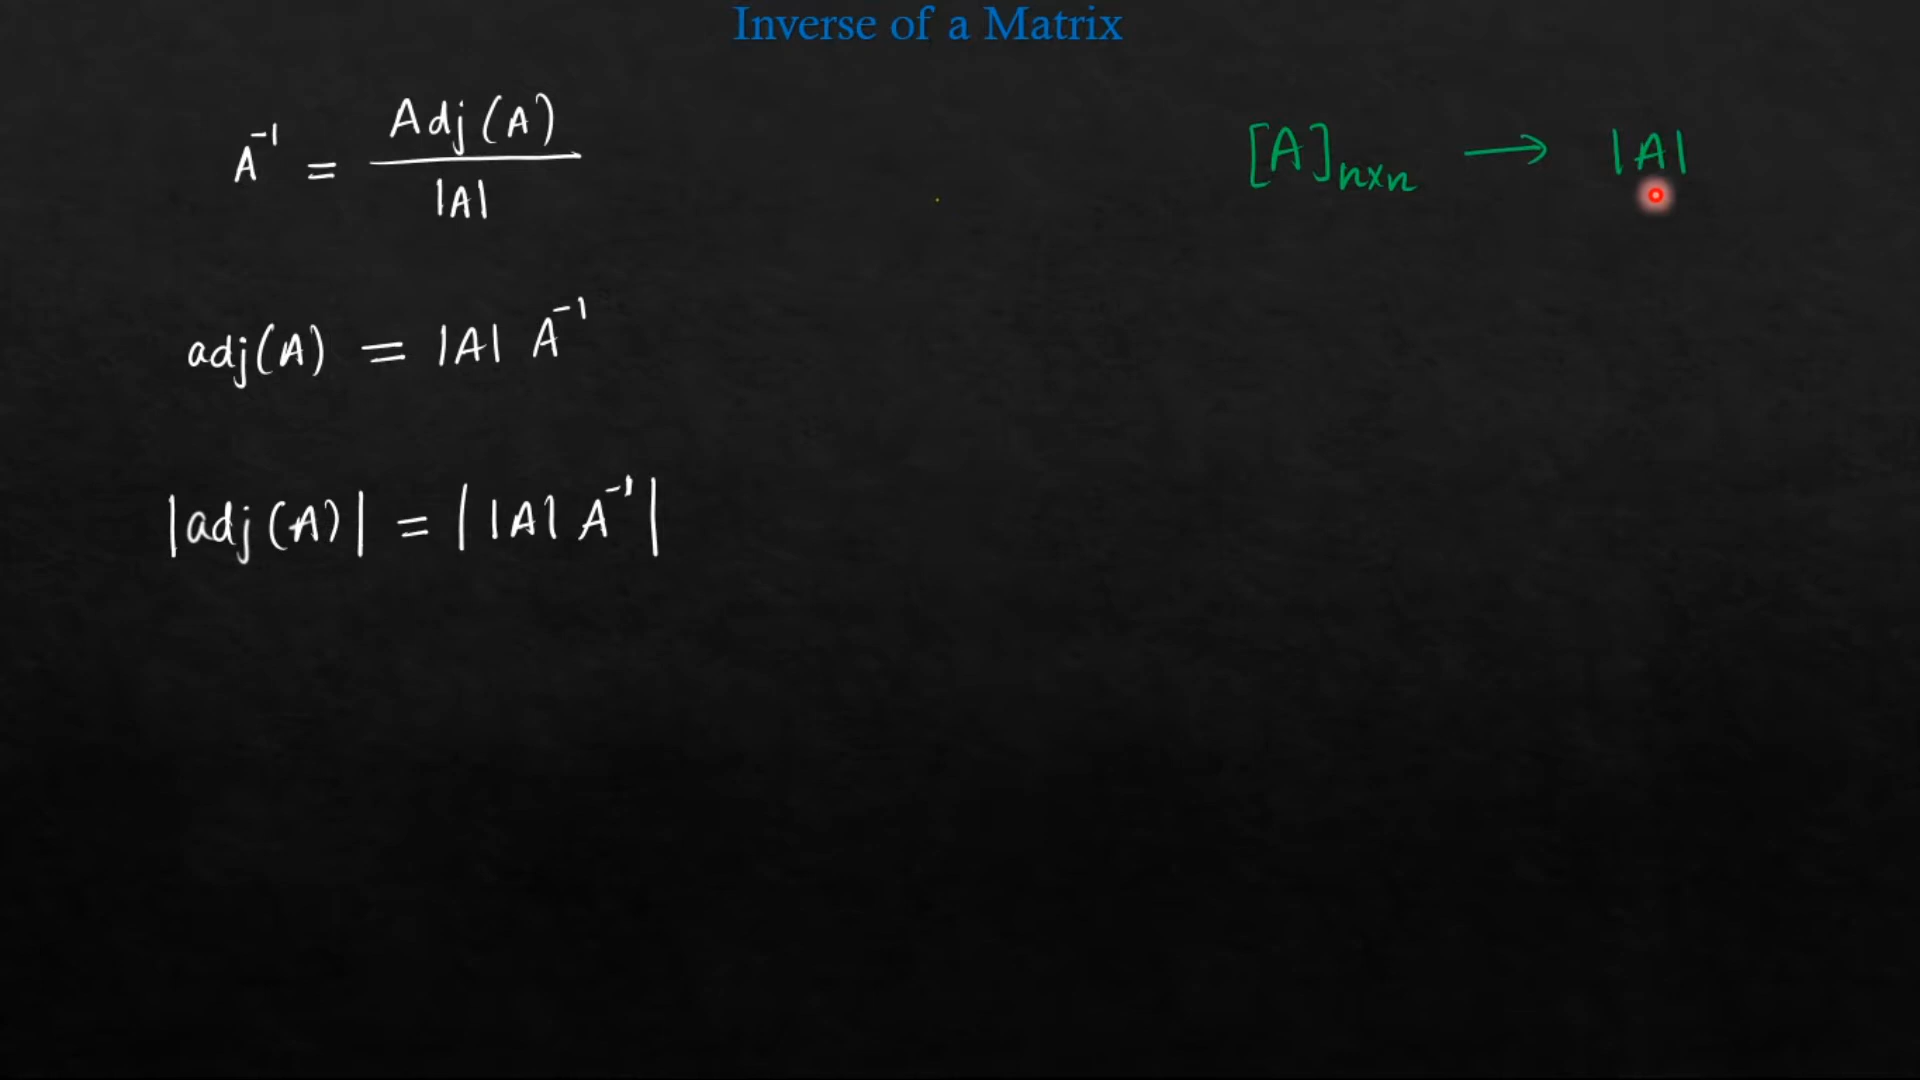 Inverse of a Matrix
A⁻¹ = Adj(A) / |A|
[A]ₙₓₙ → |A|
adj(A) = |A| A⁻¹
|adj(A)| = ||A| A⁻¹|